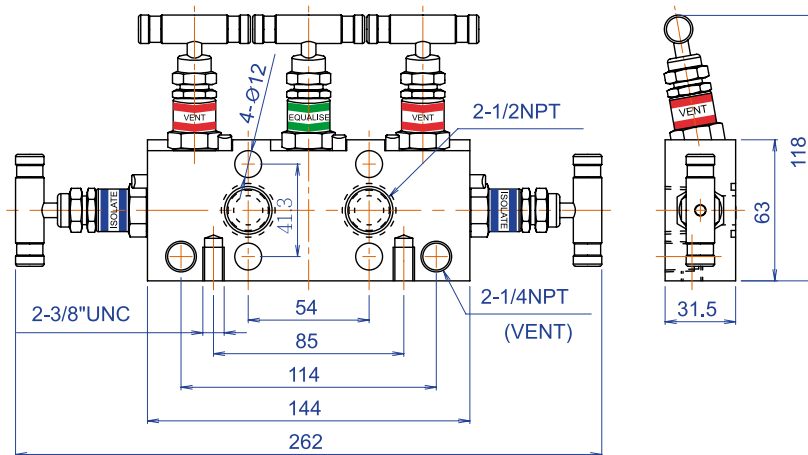 4-Ø12
VENT
EQUALISE
VENT
VENT
2-1/2NPT
118
ISOLATE
41.3
ISOLATE
63
2-3/8"UNC
54
2-1/4NPT
(VENT)
31.5
85
114
144
262